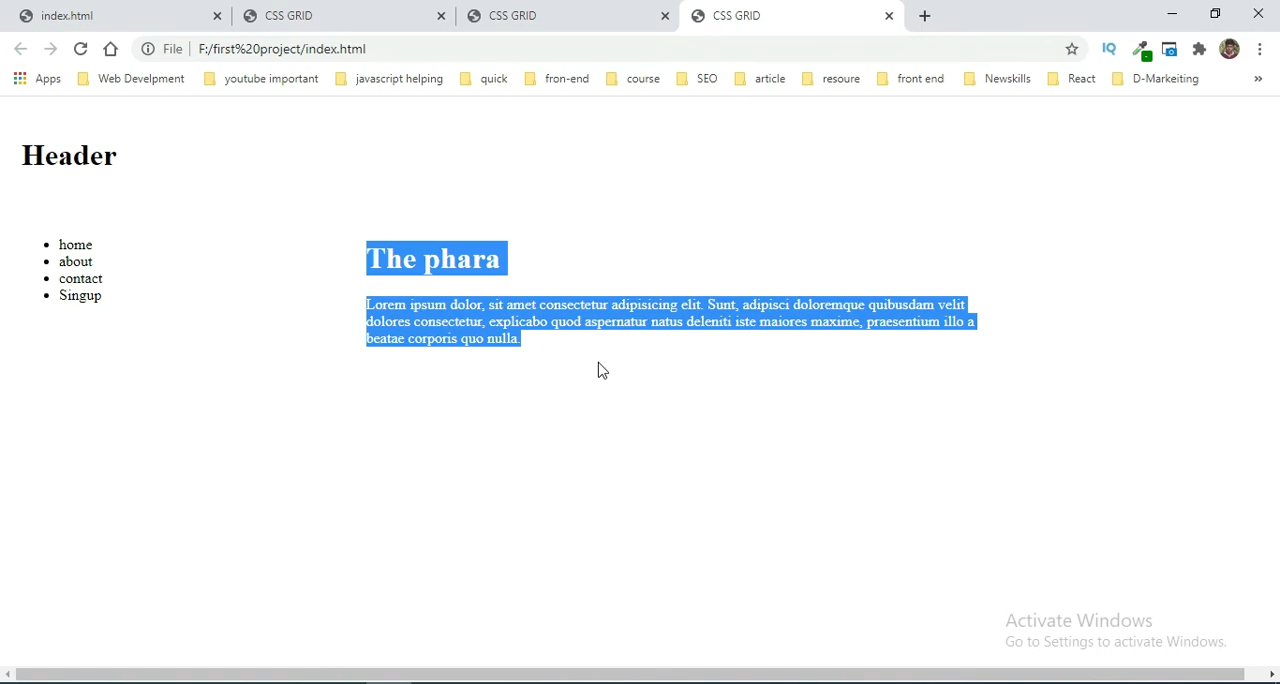 index.html
CSS GRID
CSS GRID
CSS GRID
File
F:/first%20project/index.html
IQ
Apps
Web Develpment
youtube important
javascript helping
quick
fron-end
course
SEO
article
resoure
front end
Newskills
React
D-Markeiting
»
Header
home
about
contact
Singup
The phara
Lorem ipsum dolor, sit amet consectetur adipisicing elit. Sunt, adipisci doloremque quibusdam velit
dolores consectetur, explicabo quod aspernatur natus deleniti iste maiores maxime, praesentium illo a
beatae corporis quo nulla.
Activate Windows
Go to Settings to activate Windows.